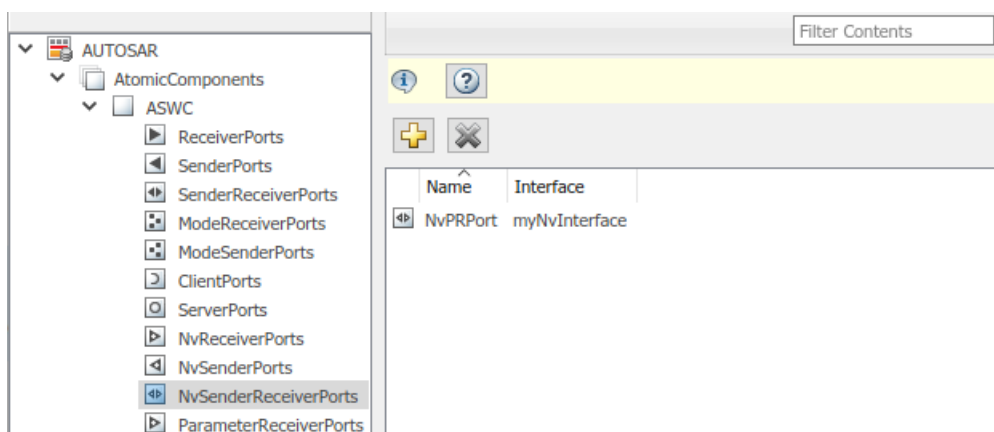 Filter Contents
AUTOSAR
AtomicComponents
ASWC
ReceiverPorts
SenderPorts
SenderReceiverPorts
ModeReceiverPorts
ModeSenderPorts
ClientPorts
ServerPorts
NvReceiverPorts
NvSenderPorts
NvSenderReceiverPorts
ParameterReceiverPorts
Name Interface
NvPRPort myNvInterface